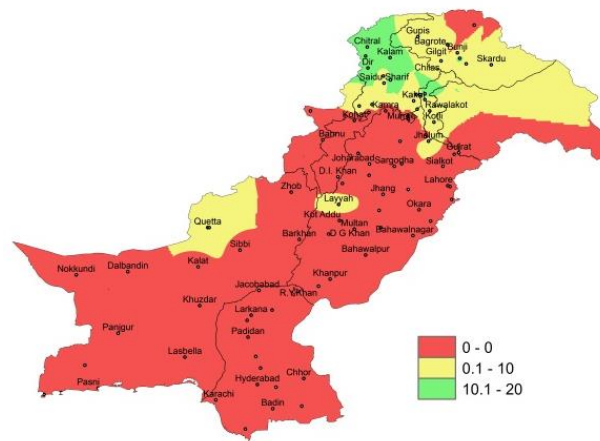 Gupis
Chitral
Bagrote
Gilgit
Bunji
Kalam
Dir
Chilas
Skardu
Saidu Sharif
Kakul
Kamra
Rawalakot
Kohat
Kotli
Bannu
Jhelum
Gujrat
Joharabad
Sargodha
Sialkot
D.I. Khan
Zhob
Jhang
Lahore
Layyah
Kot Addu
Okara
Quetta
Multan
D G Khan
Bahawalnagar
Barkhan
Sibbi
Bahawalpur
Kalat
Nokkundi
Dalbandin
Khanpur
Jacobabad
R.Y.Khan
Khuzdar
Larkana
Panjgur
Padidan
Lasbella
Pasni
Hyderabad
Chhor
Karachi
Badin
0 - 0
0.1 - 10
10.1 - 20